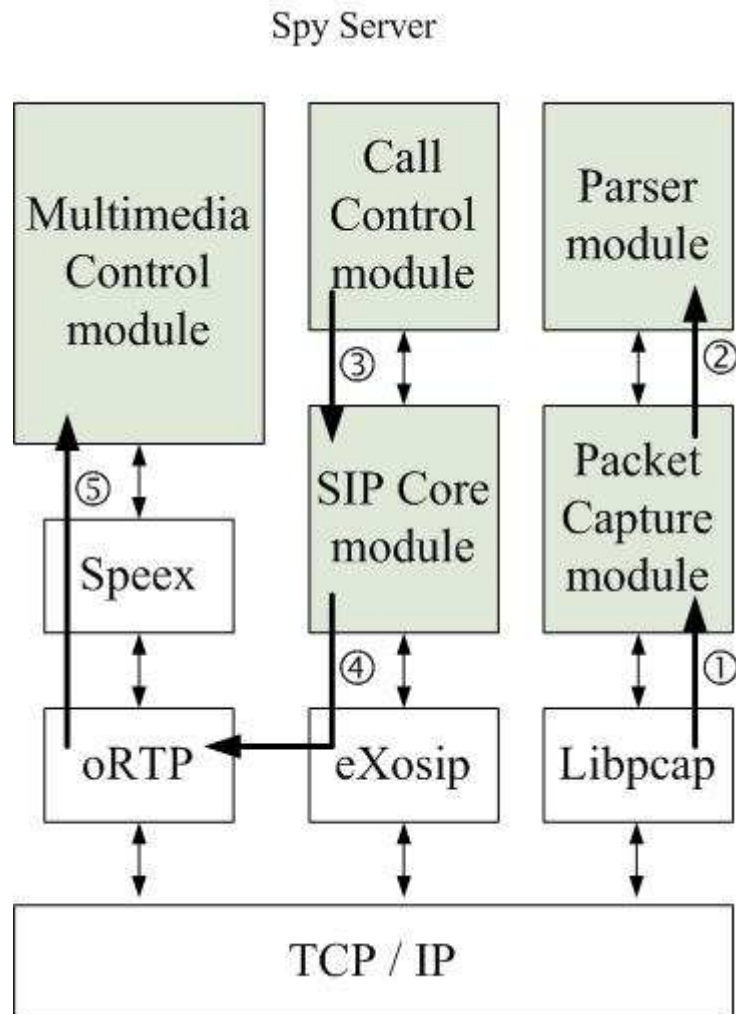 Spy Server
Multimedia
Control
module
Call
Control
module
Parser
module
③
②
⑤
SIP Core
module
Packet
Capture
module
Speex
④
①
oRTP
eXosip
Libpcap
TCP / IP